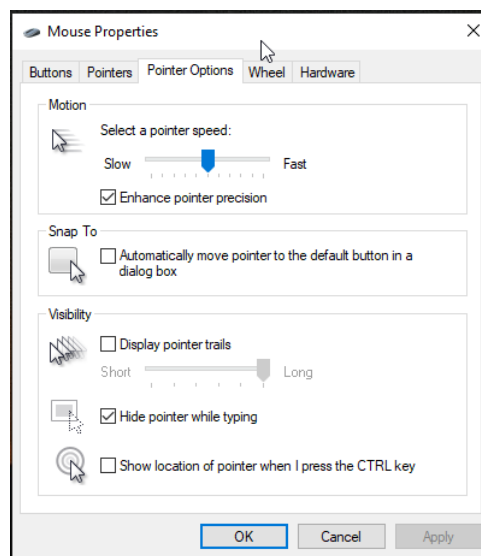 Mouse Properties
Buttons Pointers Pointer Options Wheel Hardware
Motion
Select a pointer speed:
Slow Fast
Enhance pointer precision
Snap To
Automatically move pointer to the default button in a
dialog box
Visibility
Display pointer trails
Short Long
Hide pointer while typing
Show location of pointer when I press the CTRL key
OK Cancel Apply